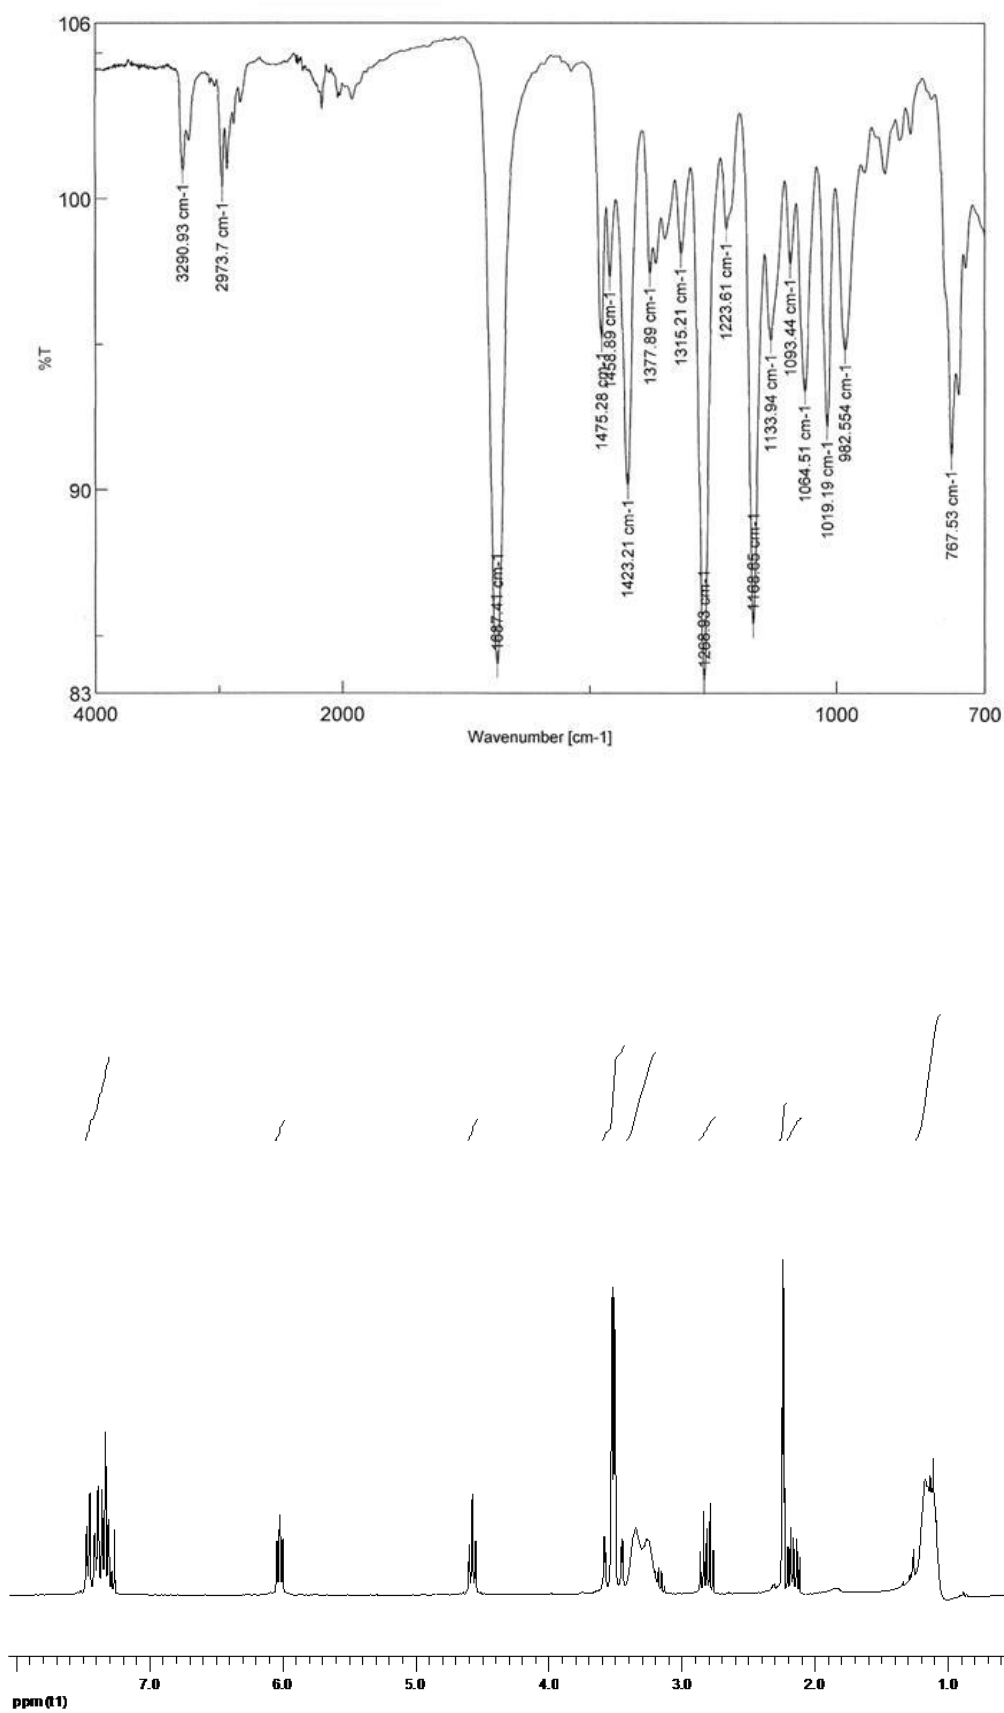 106
100
90
83
%T
3290.93 cm-1
2973.7 cm-1
1687.41 cm-1
1475.28 cm-1
1458.89 cm-1
1423.21 cm-1
1377.89 cm-1
1315.21 cm-1
1268.93 cm-1
1223.61 cm-1
1168.65 cm-1
1133.94 cm-1
1093.44 cm-1
1064.51 cm-1
1019.19 cm-1
982.554 cm-1
767.53 cm-1
4000 2000 1000 700
Wavenumber [cm-1]
7.0 6.0 5.0 4.0 3.0 2.0 1.0
ppm (t1)